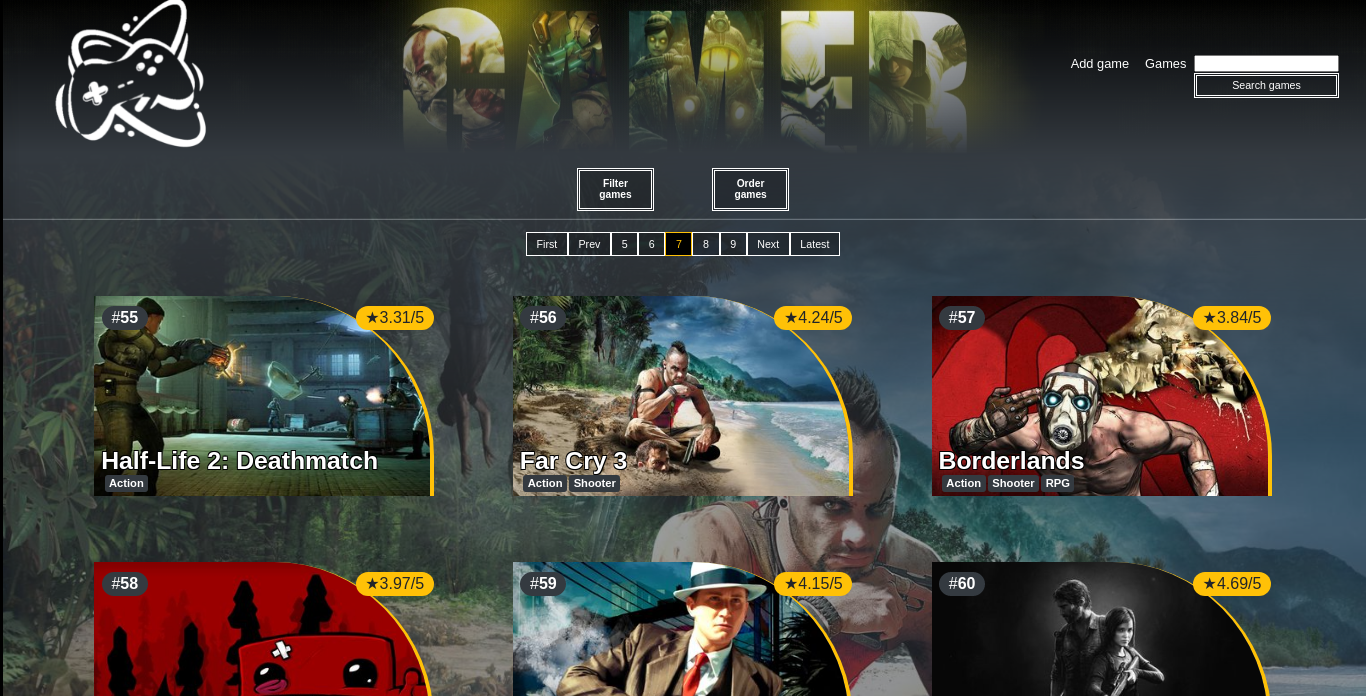 GAMER
Add game Games
Search games
Filter
games
Order
games
First Prev 5 6 7 8 9 Next Latest
#55 ★3.31/5
Half-Life 2: Deathmatch
Action
#56 ★4.24/5
Far Cry 3
Action Shooter
#57 ★3.84/5
Borderlands
Action Shooter RPG
#58 ★3.97/5
#59 ★4.15/5
#60 ★4.69/5